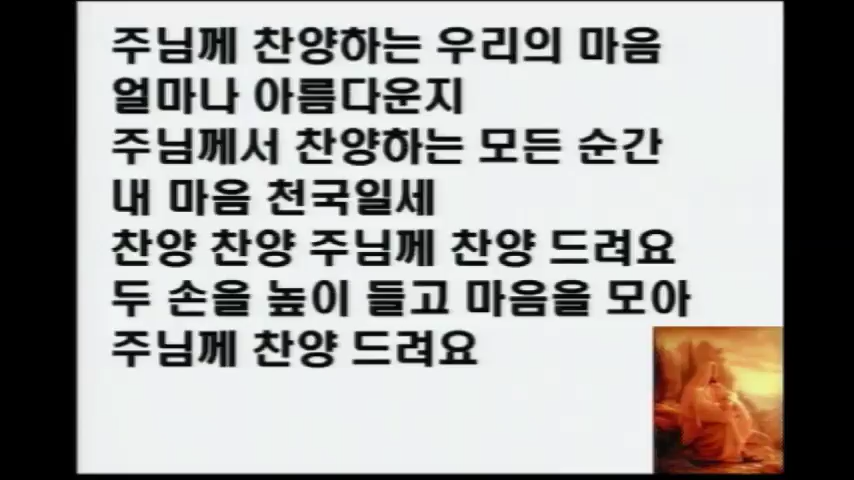 주님께 찬양하는 우리의 마음
얼마나 아름다운지
주님께서 찬양하는 모든 순간
내 마음 천국일세
찬양 찬양 주님께 찬양 드려요
두 손을 높이 들고 마음을 모아
주님께 찬양 드려요